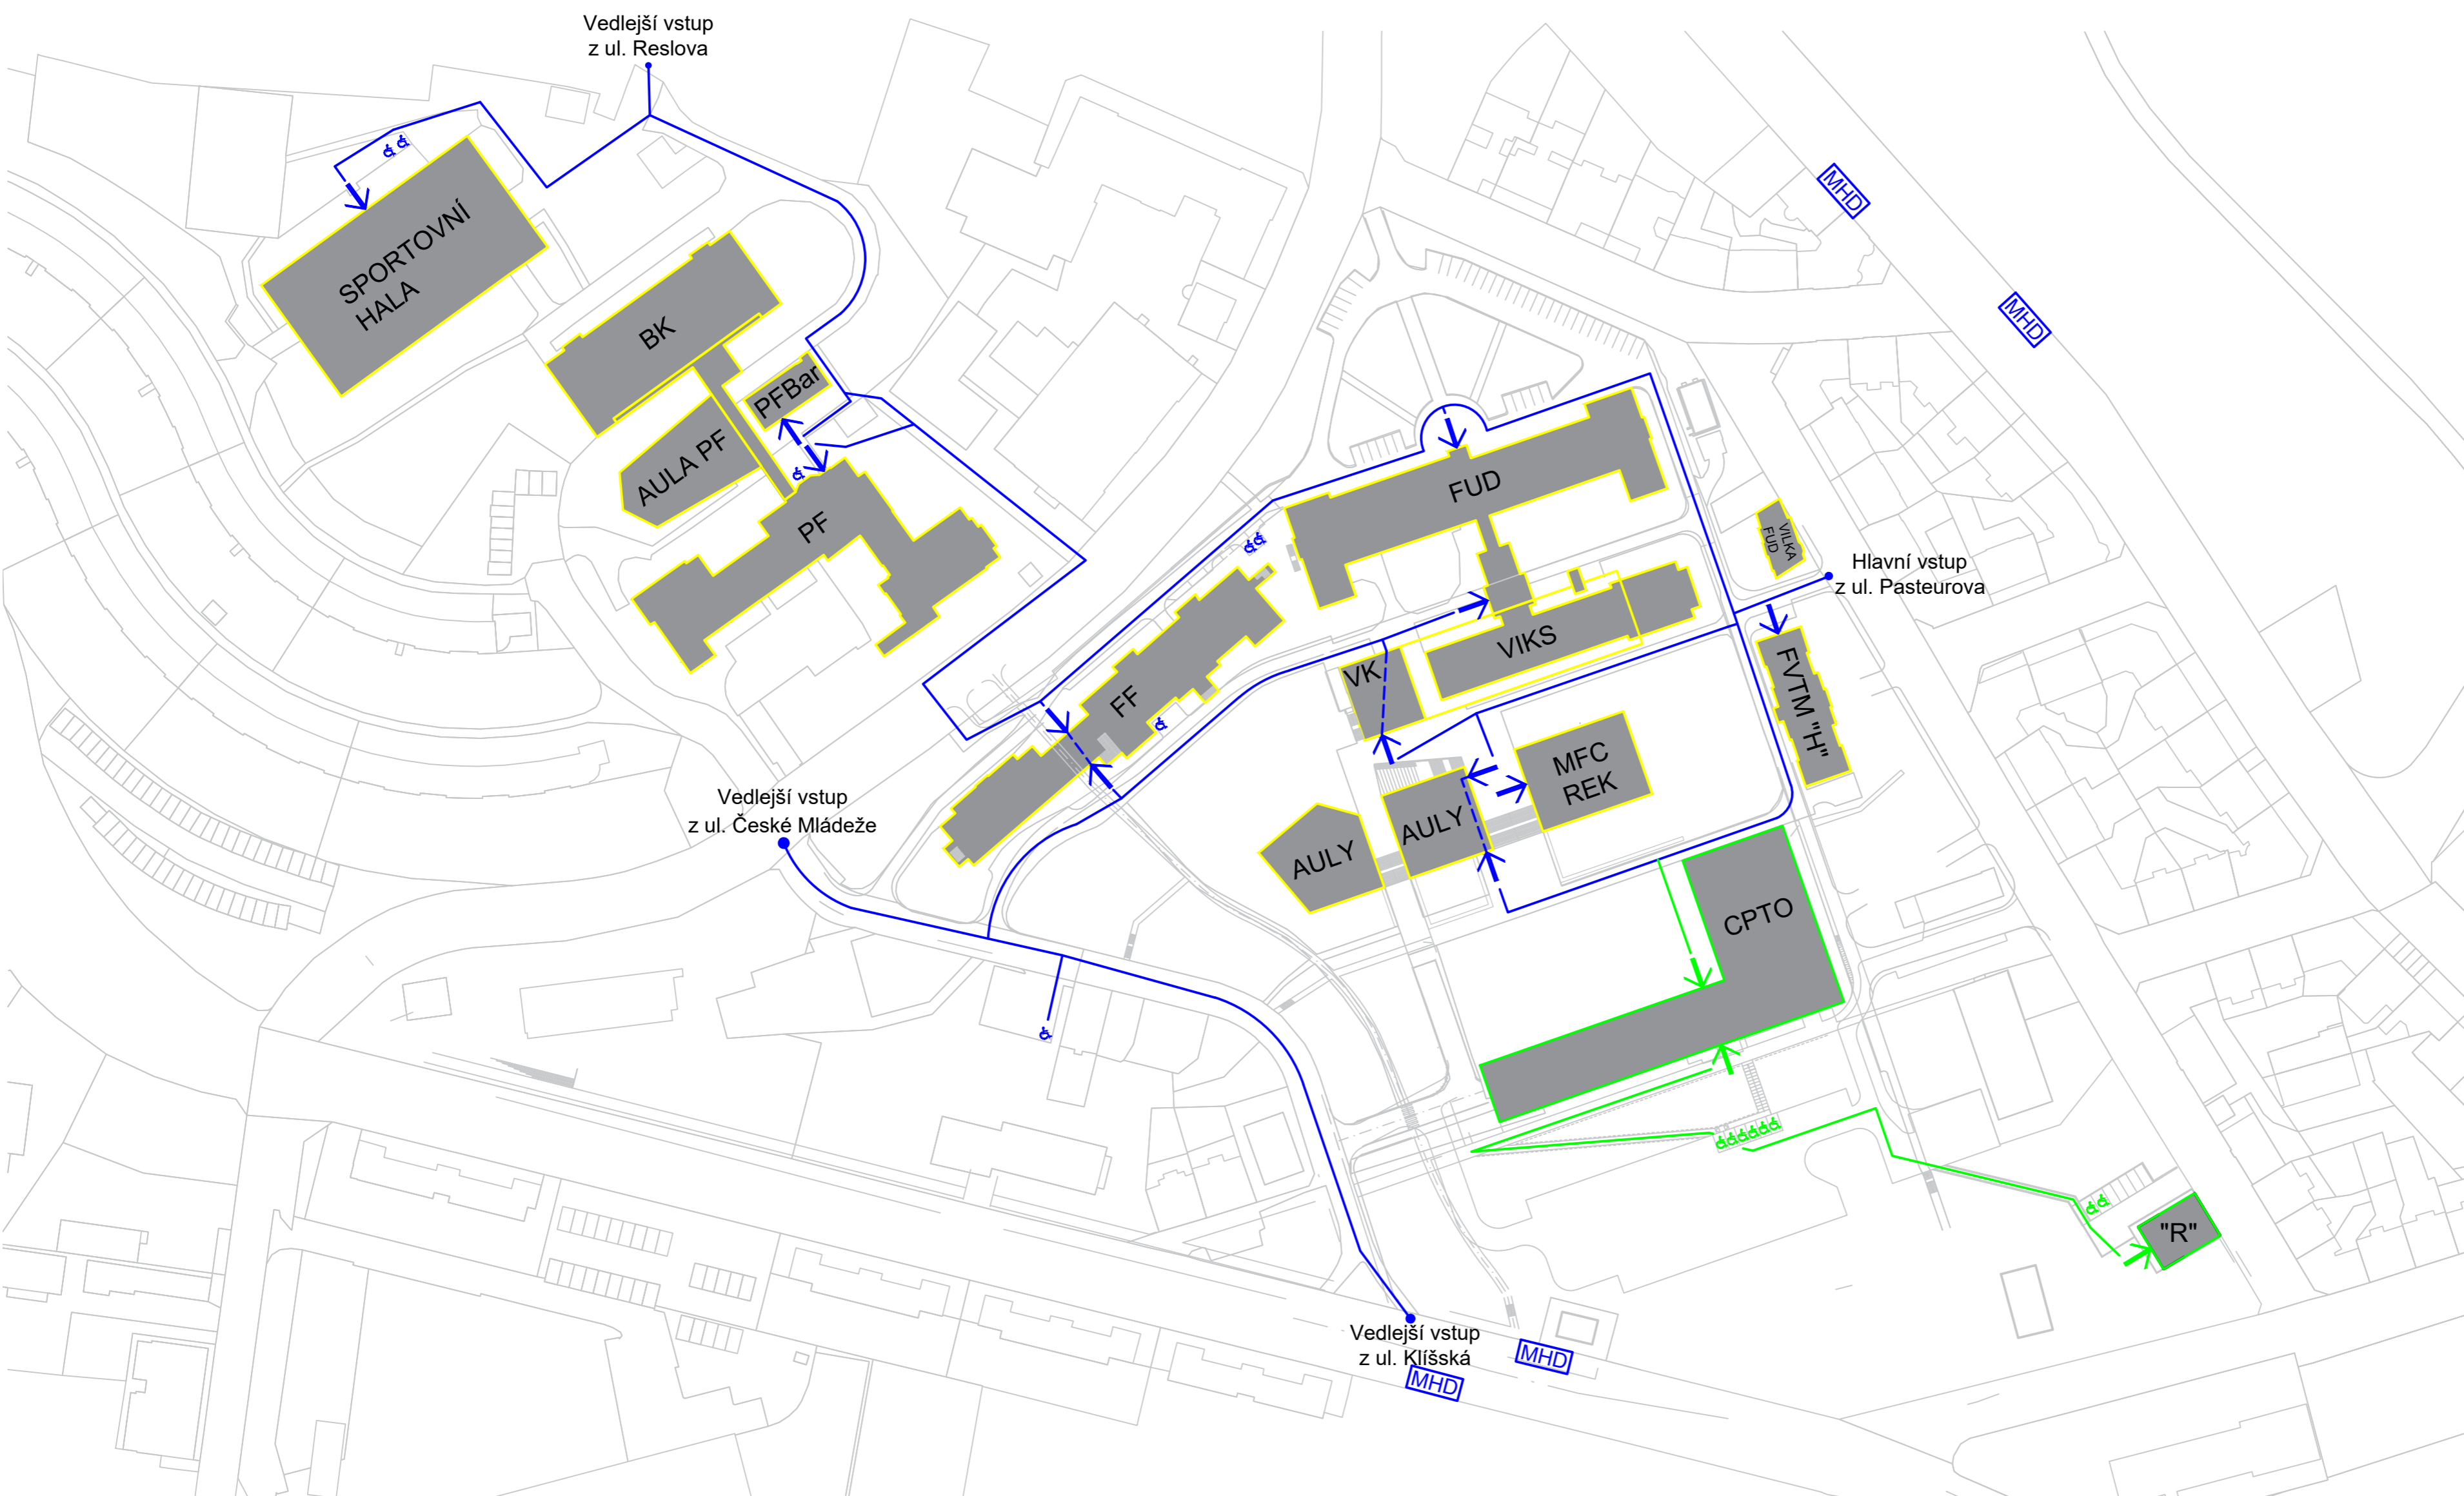 Vedlejší vstup
z ul. Reslova
MHD
SPORTOVNÍ
HALA
BK
MHD
PFBar
AULA PF
PF
FUD
VILKA
FUD
Hlavní vstup
z ul. Pasteurova
VIKS
VK
FF
FVTM "H"
MFC
REK
Vedlejší vstup
z ul. České Mládeže
AULY
AULY
CPTO
"R"
Vedlejší vstup
z ul. Klíšská
MHD
MHD